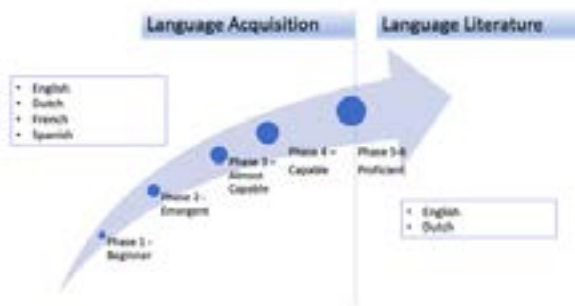 Language Acquisition
Language Literature
• English
• Dutch
• French
• Spanish
Phase 1 -
Beginner
Phase 2 -
Emergent
Phase 3 –
Almost
Capable
Phase 4 –
Capable
Phase 5-6
Proficient
• English
• Dutch